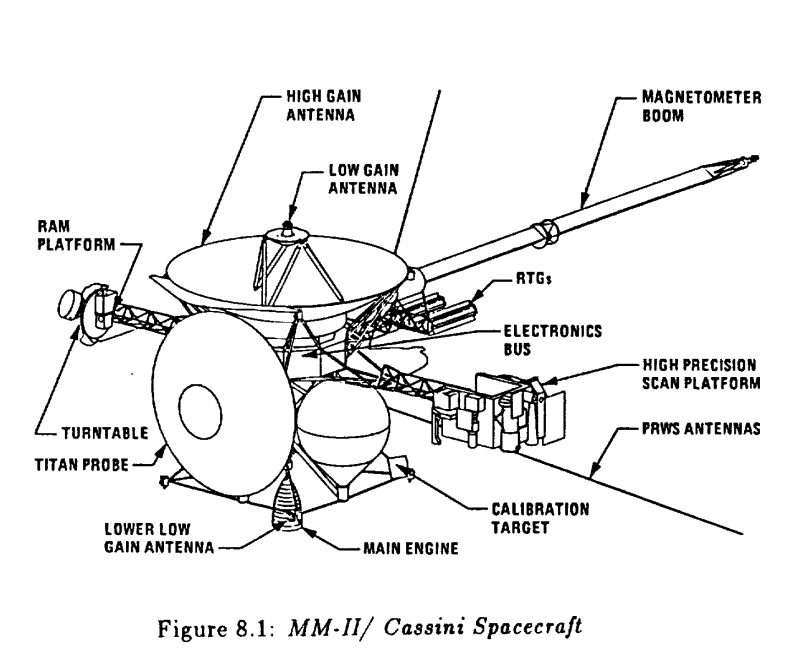 HIGH GAIN
ANTENNA
MAGNETOMETER
BOOM
LOW GAIN
ANTENNA
RAM
PLATFORM
RTGs
ELECTRONICS
BUS
HIGH PRECISION
SCAN PLATFORM
TURNTABLE
PRWS ANTENNAS
TITAN PROBE
CALIBRATION
TARGET
LOWER LOW
GAIN ANTENNA
MAIN ENGINE
Figure 8.1: MM-II/ Cassini Spacecraft